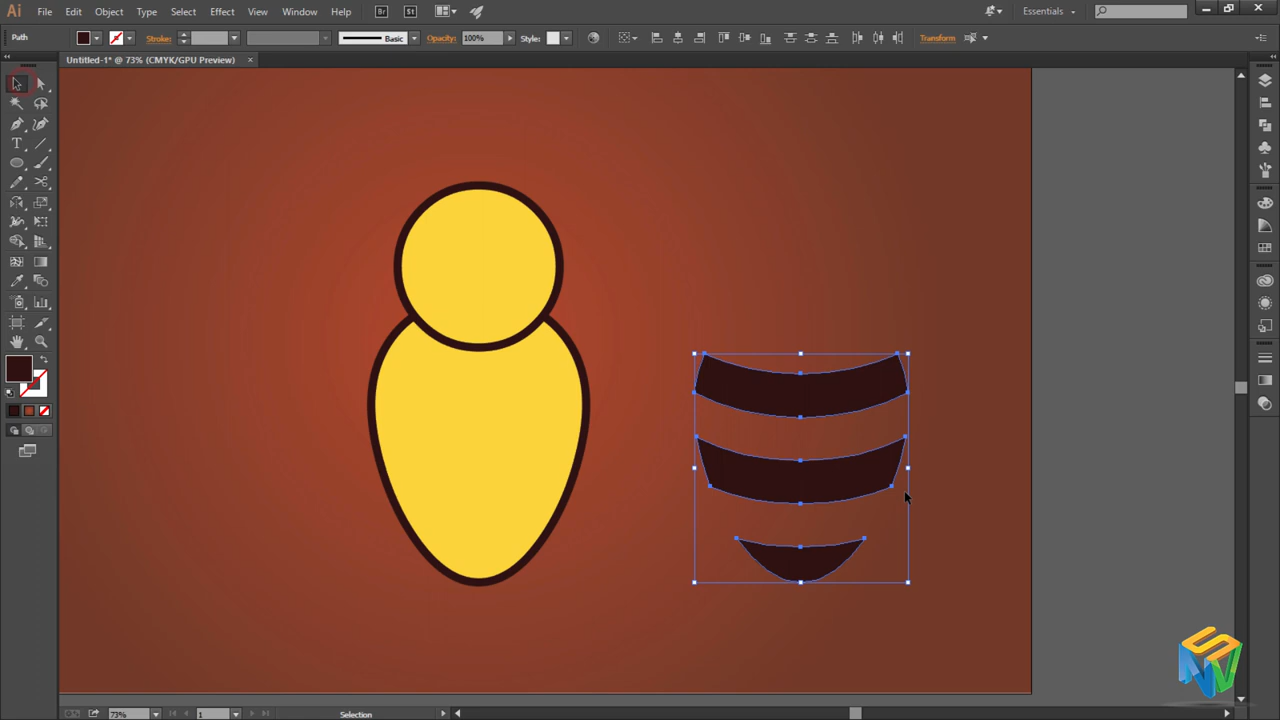 Ai File Edit Object Type Select Effect View Window Help Br St Essentials
Path Stroke: Basic Opacity: 100% Style: Transform
Untitled-1* @ 73% (CMYK/GPU Preview) ×
T
SNV
73% 1 Selection